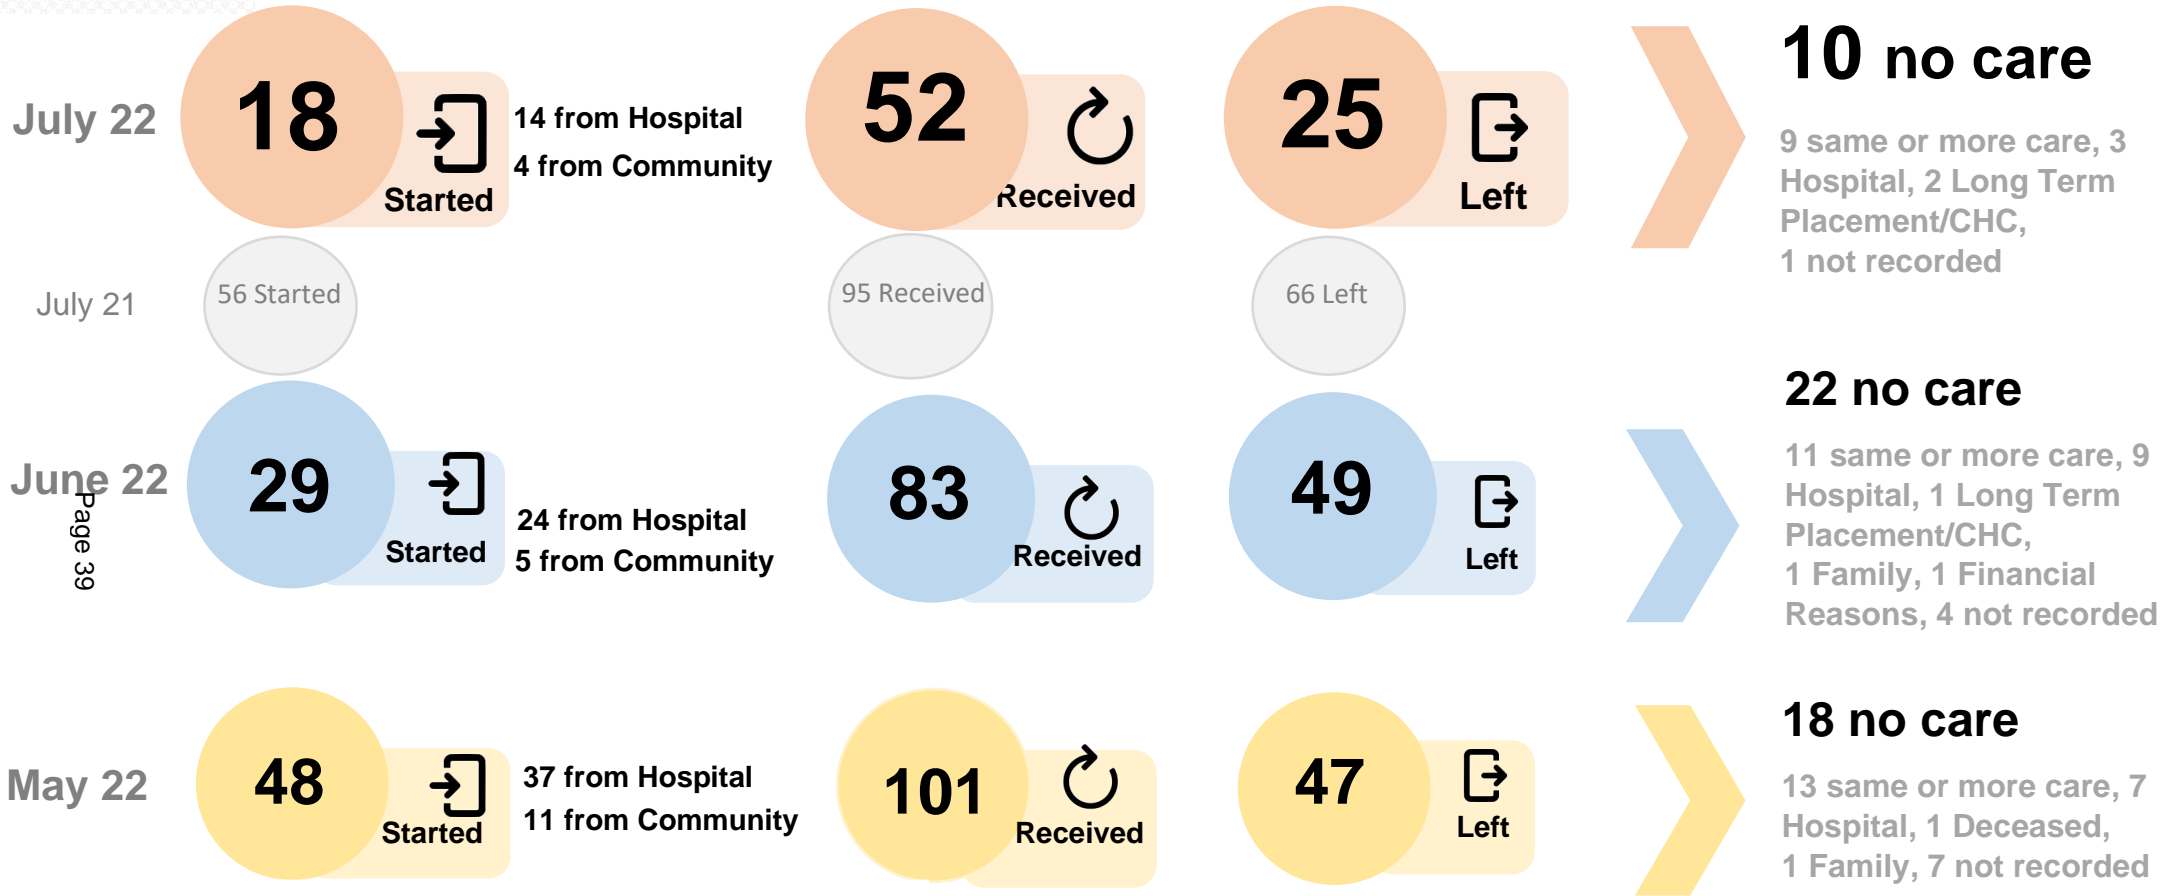 July 22
18
Started
14 from Hospital
4 from Community
52
Received
25
Left
10 no care
9 same or more care, 3
Hospital, 2 Long Term
Placement/CHC,
1 not recorded
July 21
56 Started
95 Received
66 Left
June 22
29
Started
24 from Hospital
5 from Community
83
Received
49
Left
22 no care
11 same or more care, 9
Hospital, 1 Long Term
Placement/CHC,
1 Family, 1 Financial
Reasons, 4 not recorded
Page 39
May 22
48
Started
37 from Hospital
11 from Community
101
Received
47
Left
18 no care
13 same or more care, 7
Hospital, 1 Deceased,
1 Family, 7 not recorded